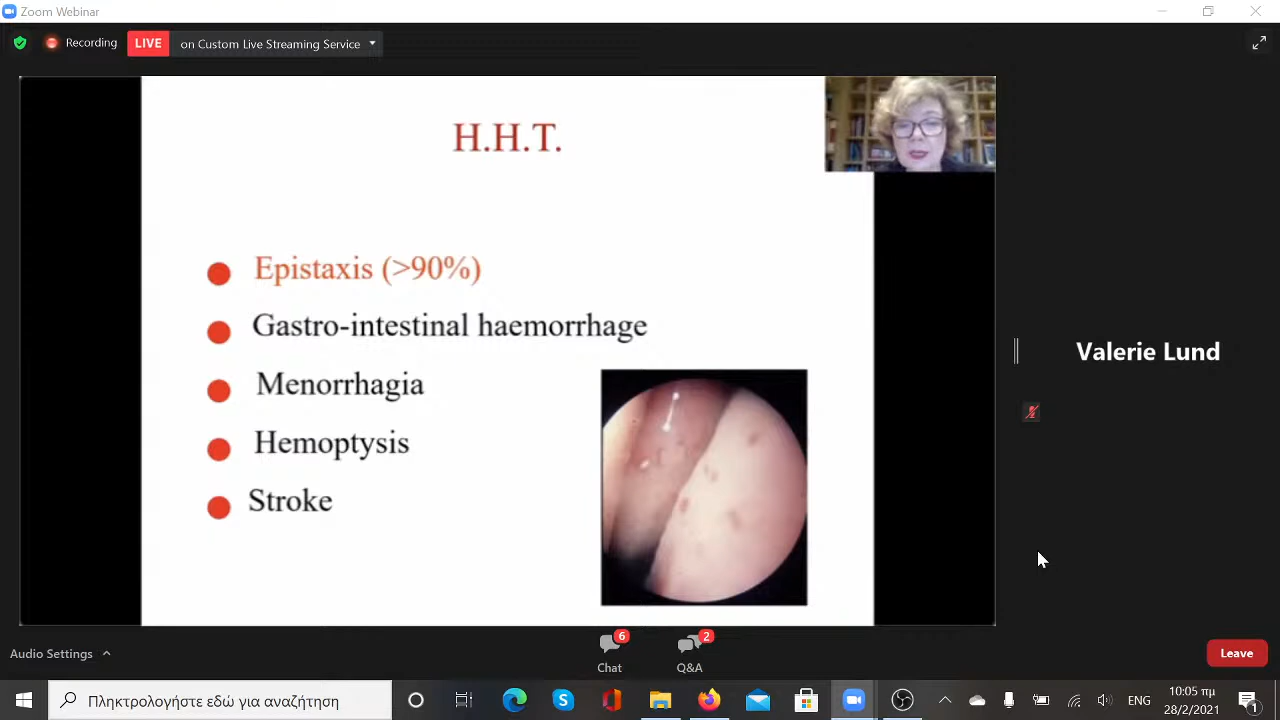 Zoom Webinar
Recording
LIVE
on Custom Live Streaming Service
H.H.T.
Epistaxis (>90%)
Gastro-intestinal haemorrhage
Menorrhagia
Hemoptysis
Stroke
Valerie Lund
Audio Settings
6
Chat
2
Q&A
Leave
Πληκτρολογήστε εδώ για αναζήτηση
ENG
10:05 πμ
28/2/2021
1